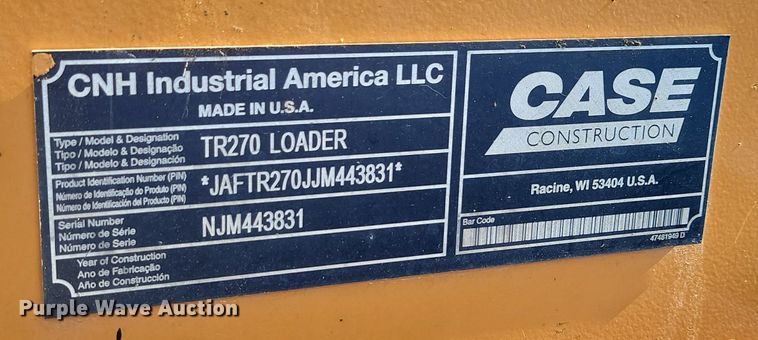 CNH Industrial America LLC
MADE IN U.S.A.
Type / Model & Designation
Tipo / Modelo & Designação
Tipo / Modelo & Designación
TR270 LOADER
Product Identification Number (PIN)
Número de Identificação do Produto (PIN)
Número de Identificación del Producto (PIN)
*JAFTR270JJM443831*
Serial Number
Número de Série
Número de Serie
NJM443831
Year of Construction
Ano de Fabricação
Año de Construcción
CASE
CONSTRUCTION
Racine, WI 53404 U.S.A.
Bar Code
47481949 D
Purple Wave Auction